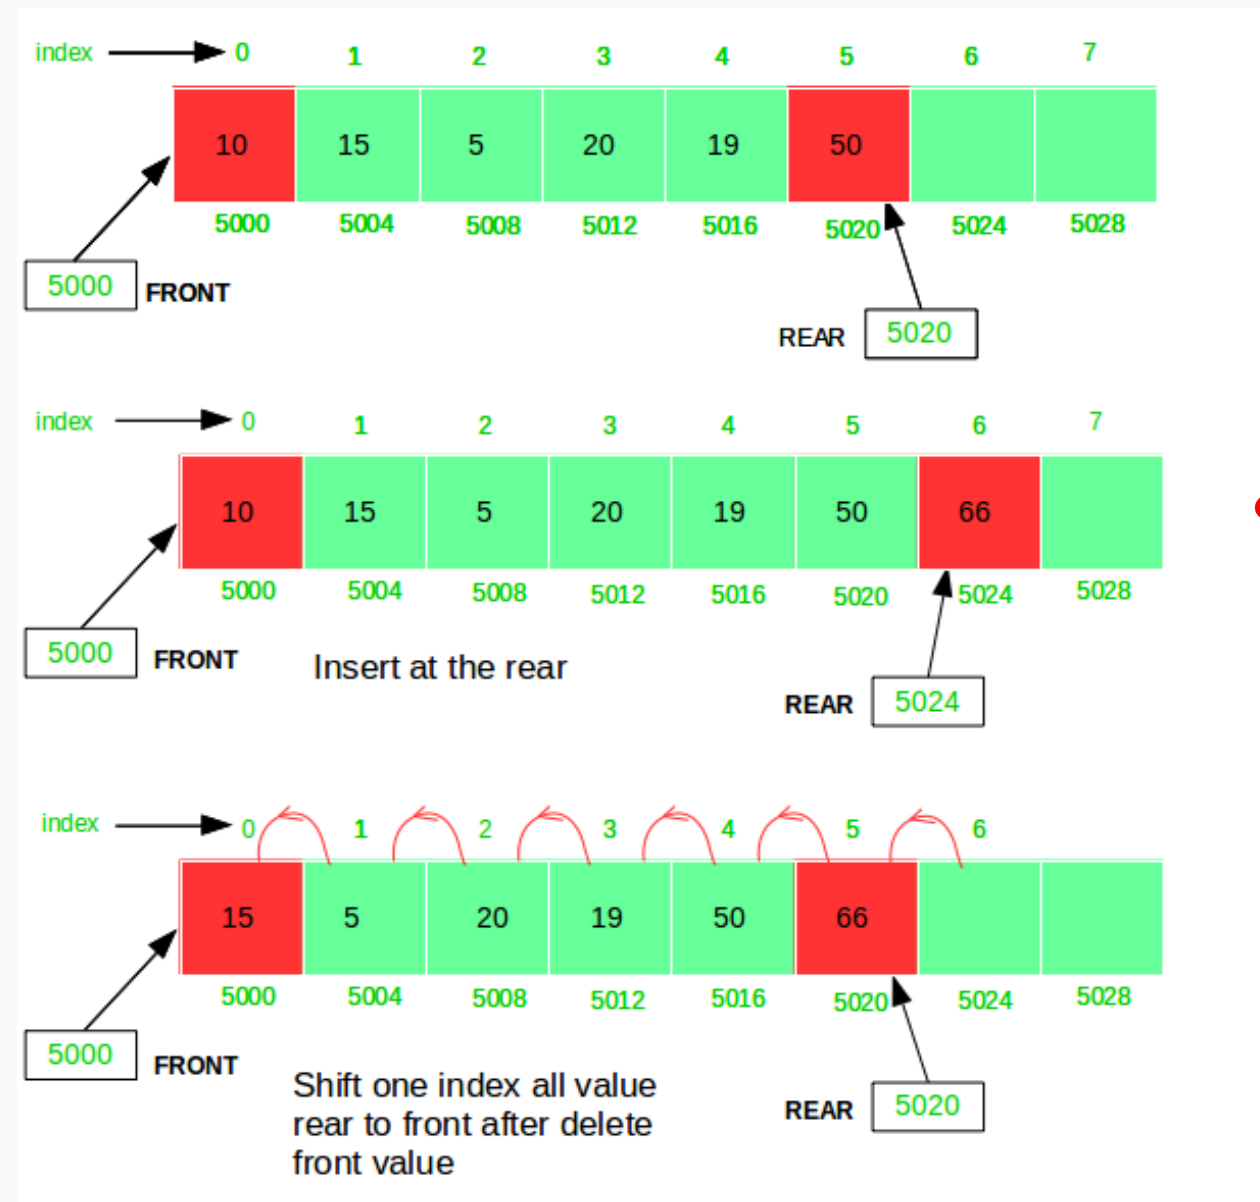 index 0 1 2 3 4 5 6 7
10 15 5 20 19 50
5000 5004 5008 5012 5016 5020 5024 5028
5000 FRONT
REAR 5020
index 0 1 2 3 4 5 6 7
10 15 5 20 19 50 66
5000 5004 5008 5012 5016 5020 5024 5028
5000 FRONT
Insert at the rear
REAR 5024
index 0 1 2 3 4 5 6
15 5 20 19 50 66
5000 5004 5008 5012 5016 5020 5024 5028
5000 FRONT
Shift one index all value
rear to front after delete
front value
REAR 5020